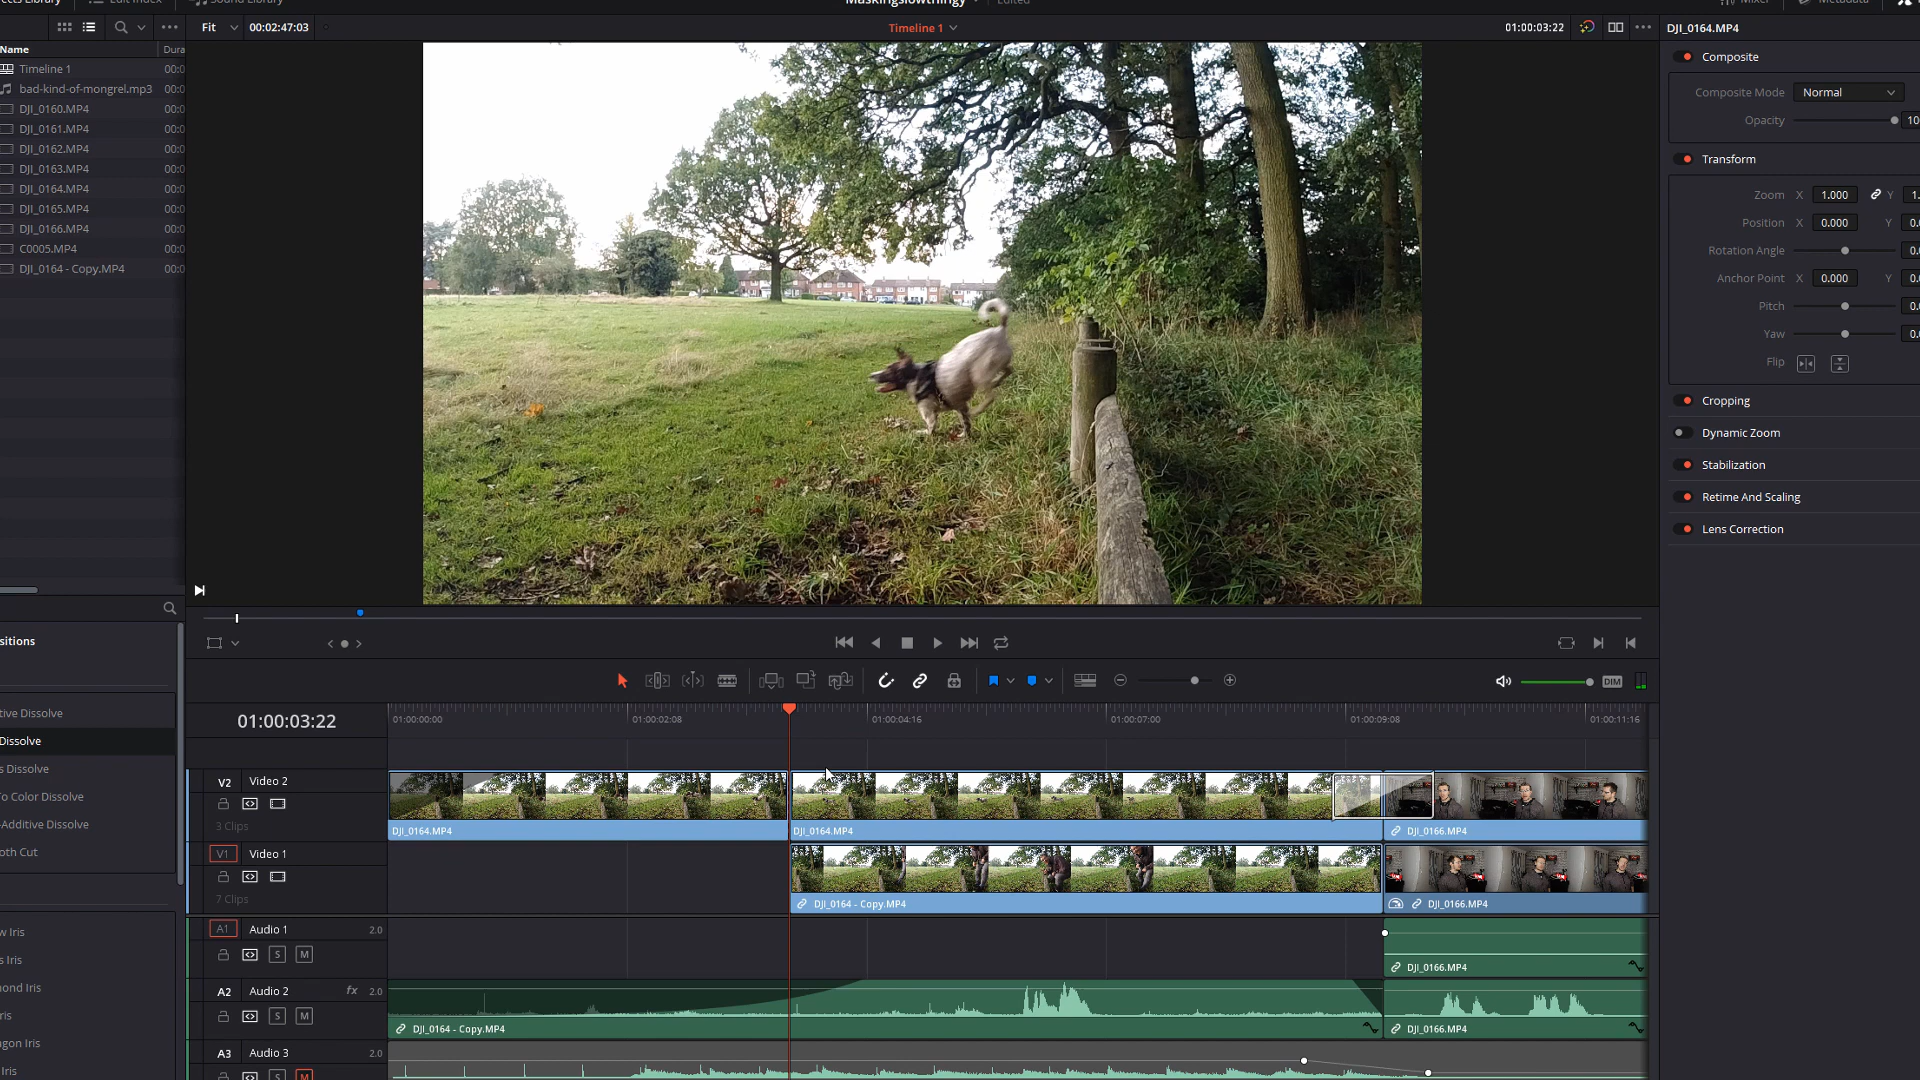 ects Library
Edit Index
Sound Library
Maskingslowthingy
Edited
Mixer
Metadata
Fit
00:02:47:03
Timeline 1
01:00:03:22
DJI_0164.MP4
Name
Dura
Timeline 1
00:0
bad-kind-of-mongrel.mp3
00:0
DJI_0160.MP4
00:0
DJI_0161.MP4
00:0
DJI_0162.MP4
00:0
DJI_0163.MP4
00:0
DJI_0164.MP4
00:0
DJI_0165.MP4
00:0
DJI_0166.MP4
00:0
C0005.MP4
00:0
DJI_0164 - Copy.MP4
00:0
Composite
Composite Mode
Normal
Opacity
10
Transform
Zoom X 1.000 Y 1.
Position X 0.000 Y 0.0
Rotation Angle 0.0
Anchor Point X 0.000 Y 0.0
Pitch 0.0
Yaw 0.0
Flip
Cropping
Dynamic Zoom
Stabilization
Retime And Scaling
Lens Correction
sitions
tive Dissolve
Dissolve
s Dissolve
o Color Dissolve
-Additive Dissolve
oth Cut
w Iris
s Iris
ond Iris
ris
gon Iris
Iris
DIM
01:00:03:22
01:00:00:00
01:00:02:08
01:00:04:16
01:00:07:00
01:00:09:08
01:00:11:16
V2 Video 2
3 Clips
DJI_0164.MP4
DJI_0164.MP4
DJI_0166.MP4
V1 Video 1
7 Clips
DJI_0164 - Copy.MP4
DJI_0166.MP4
A1 Audio 1 2.0
S M
DJI_0166.MP4
A2 Audio 2 fx 2.0
S M
DJI_0164 - Copy.MP4
DJI_0166.MP4
A3 Audio 3 2.0
S M